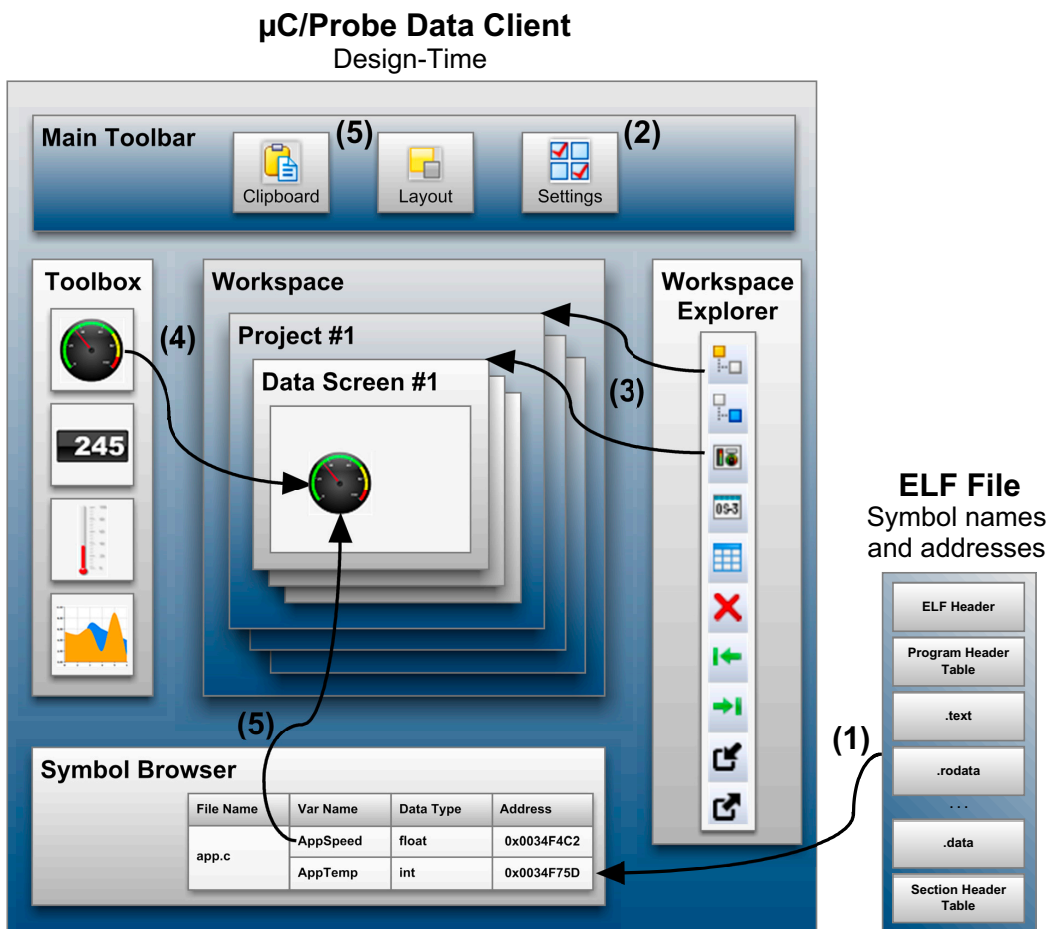 µC/Probe Data Client
Design-Time
Main Toolbar
(5)
(2)
Clipboard
Layout
Settings
Toolbox
245
(4)
Workspace
Project #1
Data Screen #1
(3)
Workspace
Explorer
OS-3
(5)
Symbol Browser
File Name Var Name Data Type Address
app.c
AppSpeed float 0x0034F4C2
AppTemp int 0x0034F75D
(1)
ELF File
Symbol names
and addresses
ELF Header
Program Header
Table
.text
.rodata
. . .
.data
Section Header
Table